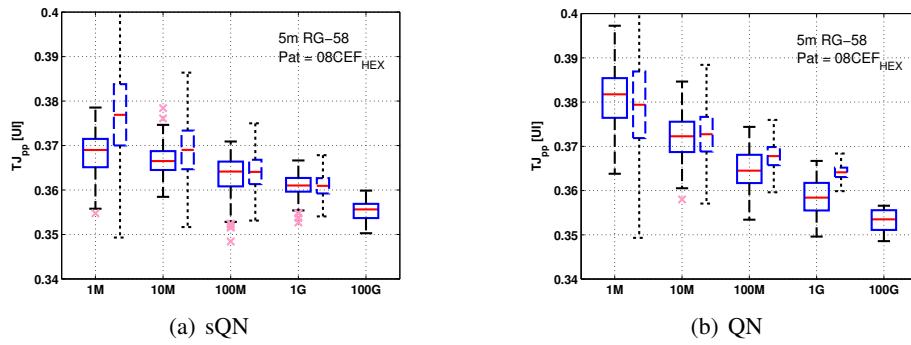 0.4
0.39
0.38
0.37
0.36
0.35
0.34
TJpp [UI]
5m RG−58
Pat = 08CEFHEX
1M 10M 100M 1G 100G
(a) sQN
0.4
0.39
0.38
0.37
0.36
0.35
0.34
TJpp [UI]
5m RG−58
Pat = 08CEFHEX
1M 10M 100M 1G 100G
(b) QN